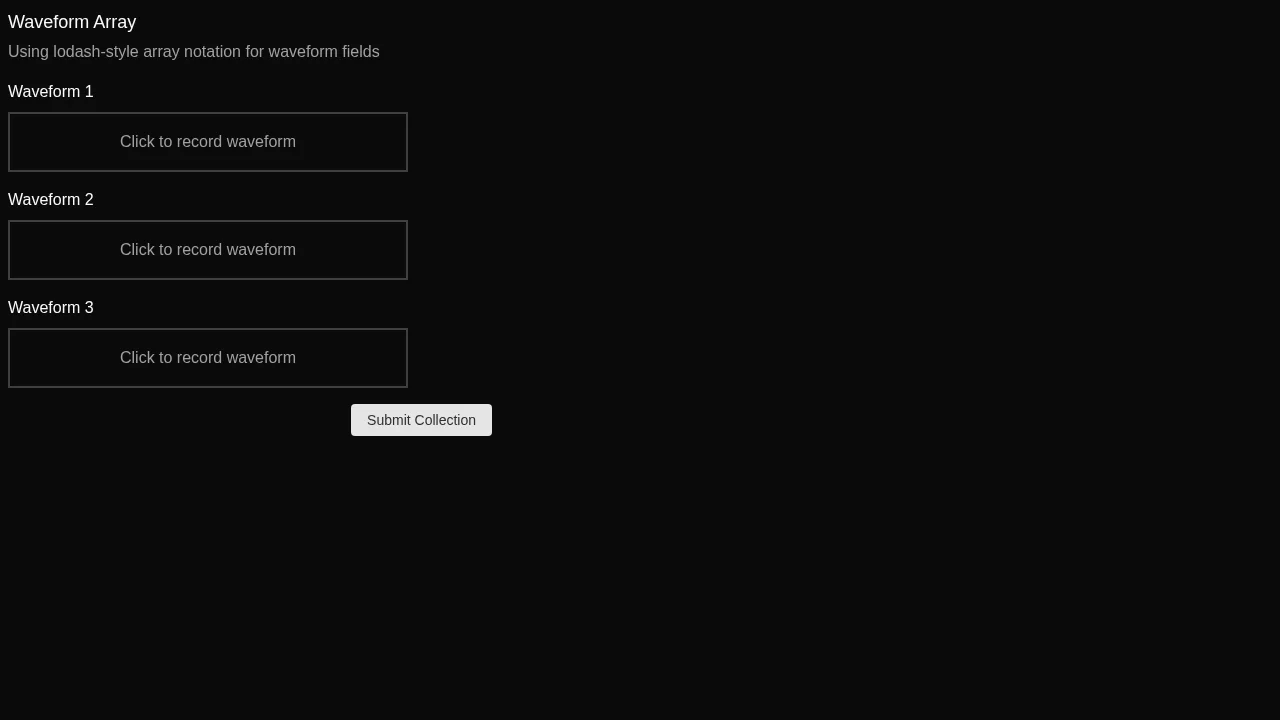 Waveform Array
Using lodash-style array notation for waveform fields
Waveform 1
Click to record waveform
Waveform 2
Click to record waveform
Waveform 3
Click to record waveform
Submit Collection